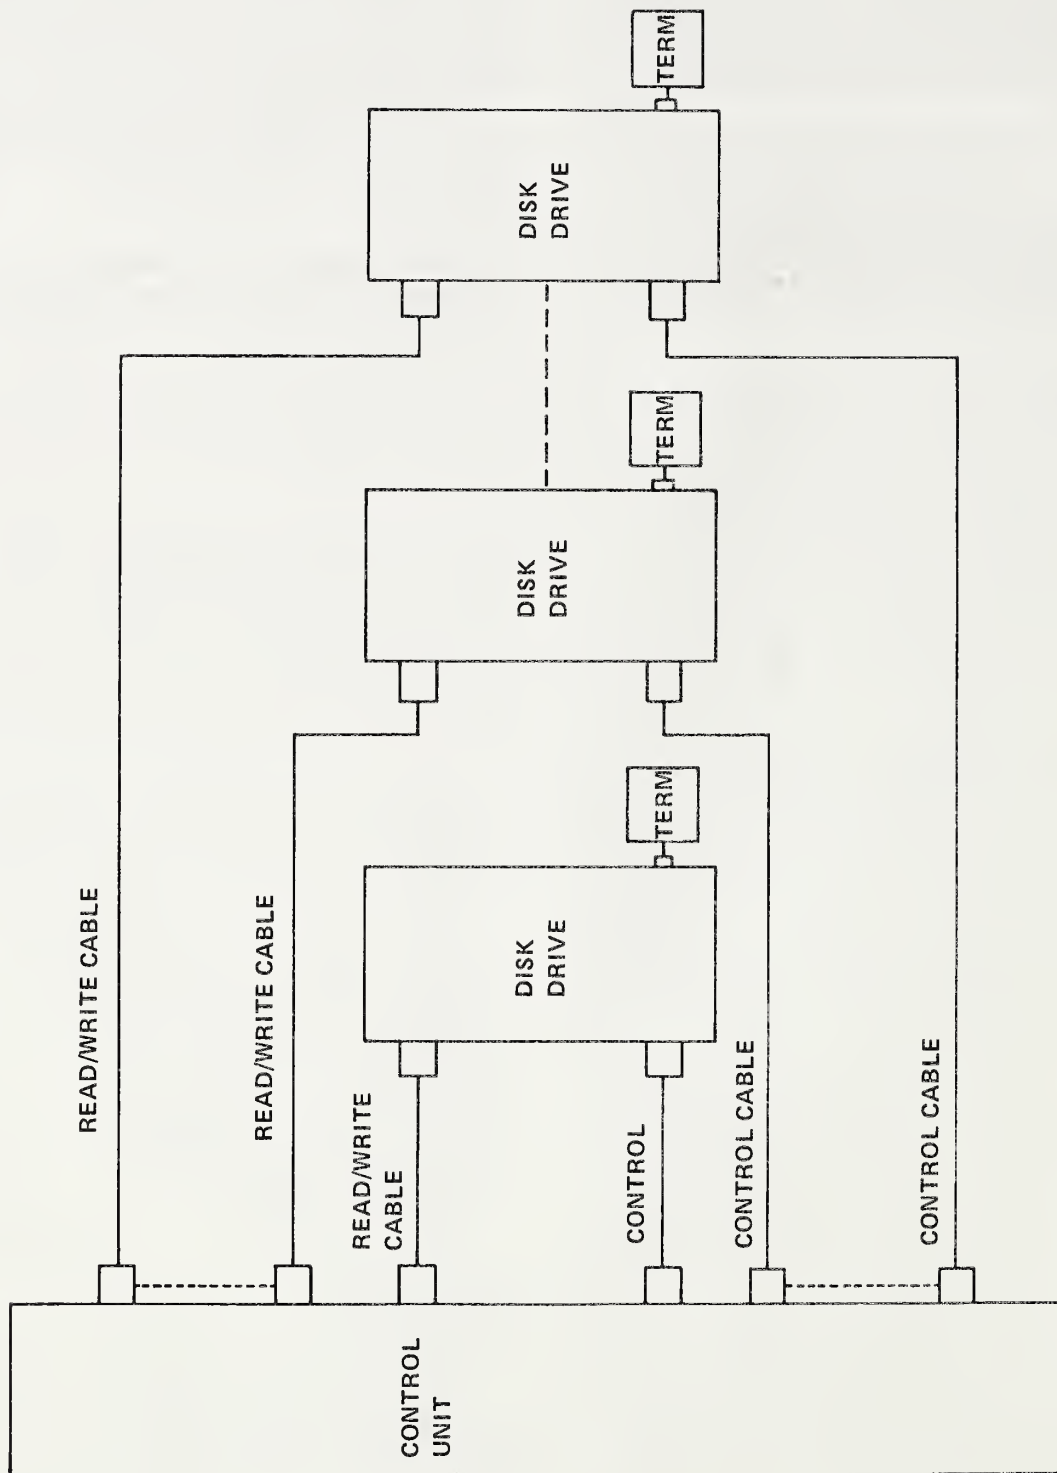 READ/WRITE CABLE
READ/WRITE CABLE
READ/WRITE
CABLE
CONTROL
CONTROL CABLE
CONTROL CABLE
CONTROL
UNIT
DISK
DRIVE
TERM
DISK
DRIVE
TERM
DISK
DRIVE
TERM